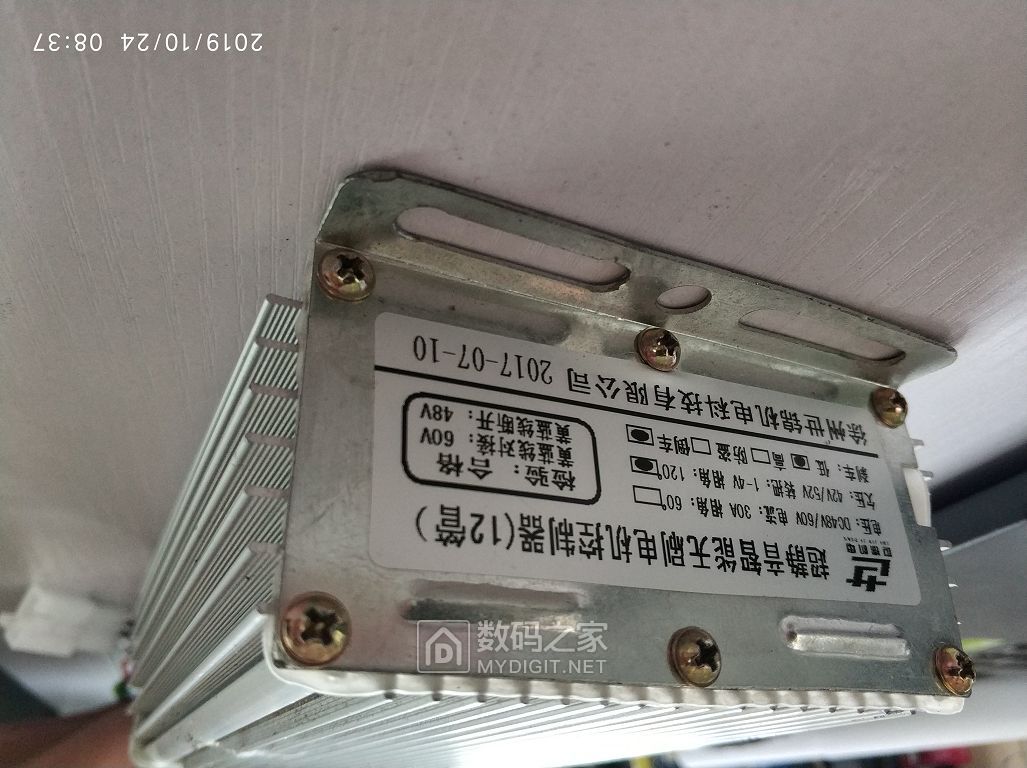 超静音智能无刷电机控制器(12管)
世锦机电
电压: DC48V/60V 电流: 30A 相角: 60°
欠压: 42V/52V 转把: 1-4V 相角: 120°
刹车: 低 高 防盗 倒车
检验: 合格
黄蓝线对接: 60V
黄蓝线断开: 48V
徐州世锦机电科技有限公司 2017-07-10
2019/10/24 08:37
数码之家
MYDIGIT.NET